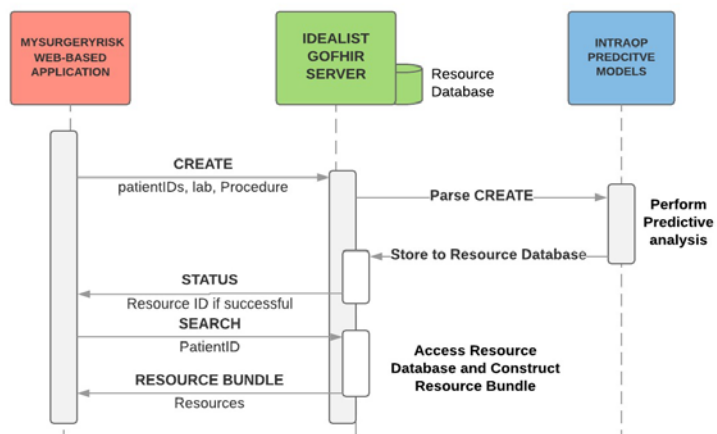 MYSURGERYRISK
WEB-BASED
APPLICATION
IDEALIST
GOFHIR
SERVER
Resource
Database
INTRAOP
PREDCITVE
MODELS
CREATE
patientIDs, lab, Procedure
Parse CREATE
Perform
Predictive
analysis
Store to Resource Database
STATUS
Resource ID if successful
SEARCH
PatientID
Access Resource
Database and Construct
Resource Bundle
RESOURCE BUNDLE
Resources